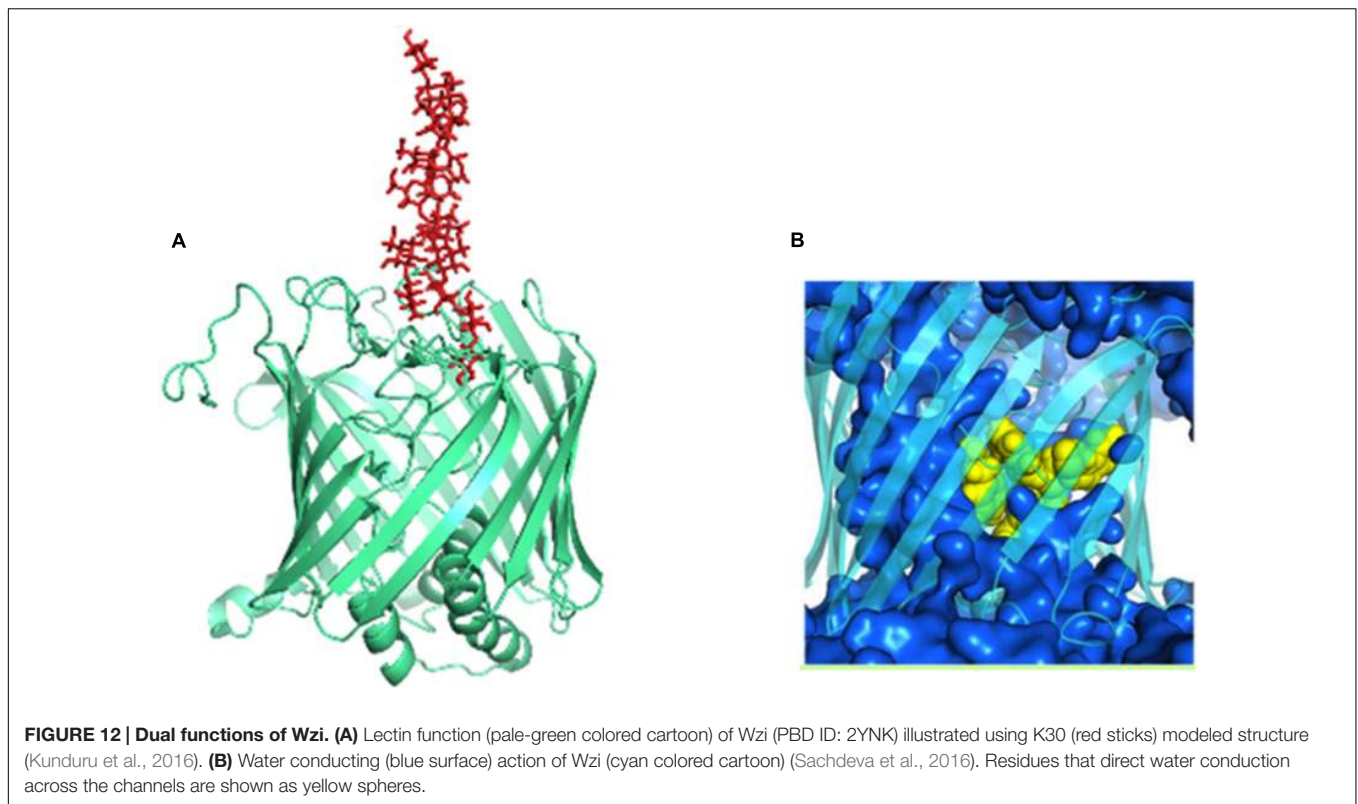 A
B
FIGURE 12 | Dual functions of Wzi. (A) Lectin function (pale-green colored cartoon) of Wzi (PBD ID: 2YNK) illustrated using K30 (red sticks) modeled structure
(Kunduru et al., 2016). (B) Water conducting (blue surface) action of Wzi (cyan colored cartoon) (Sachdeva et al., 2016). Residues that direct water conduction
across the channels are shown as yellow spheres.